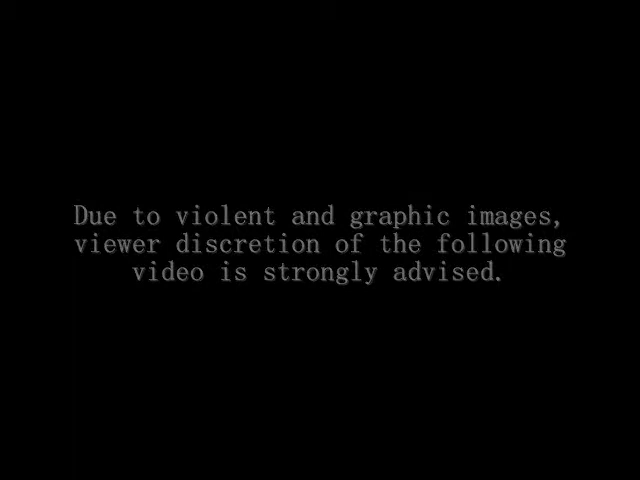 Due to violent and graphic images,
viewer discretion of the following
video is strongly advised.